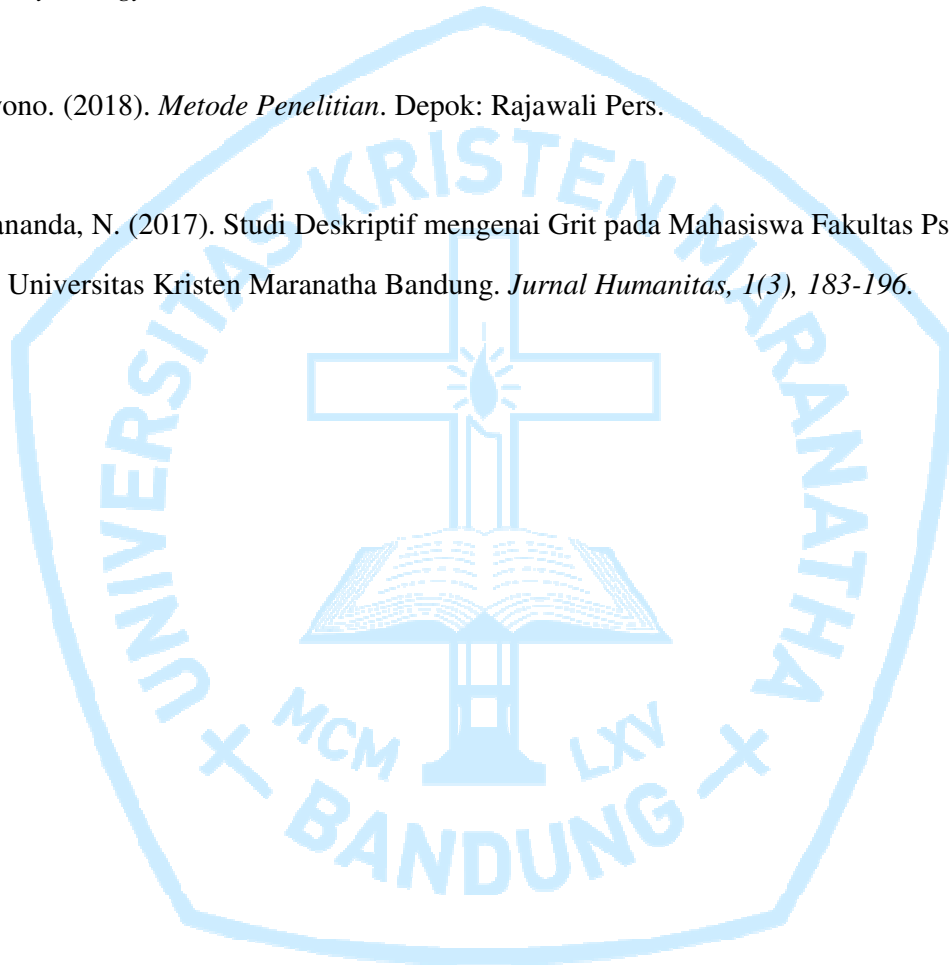 yono. (2018). Metode Penelitian. Depok: Rajawali Pers.
ananda, N. (2017). Studi Deskriptif mengenai Grit pada Mahasiswa Fakultas Ps
Universitas Kristen Maranatha Bandung. Jurnal Humanitas, 1(3), 183-196.
UNIVERSITAS KRISTEN MARANATHA
MCM LXV
BANDUNG